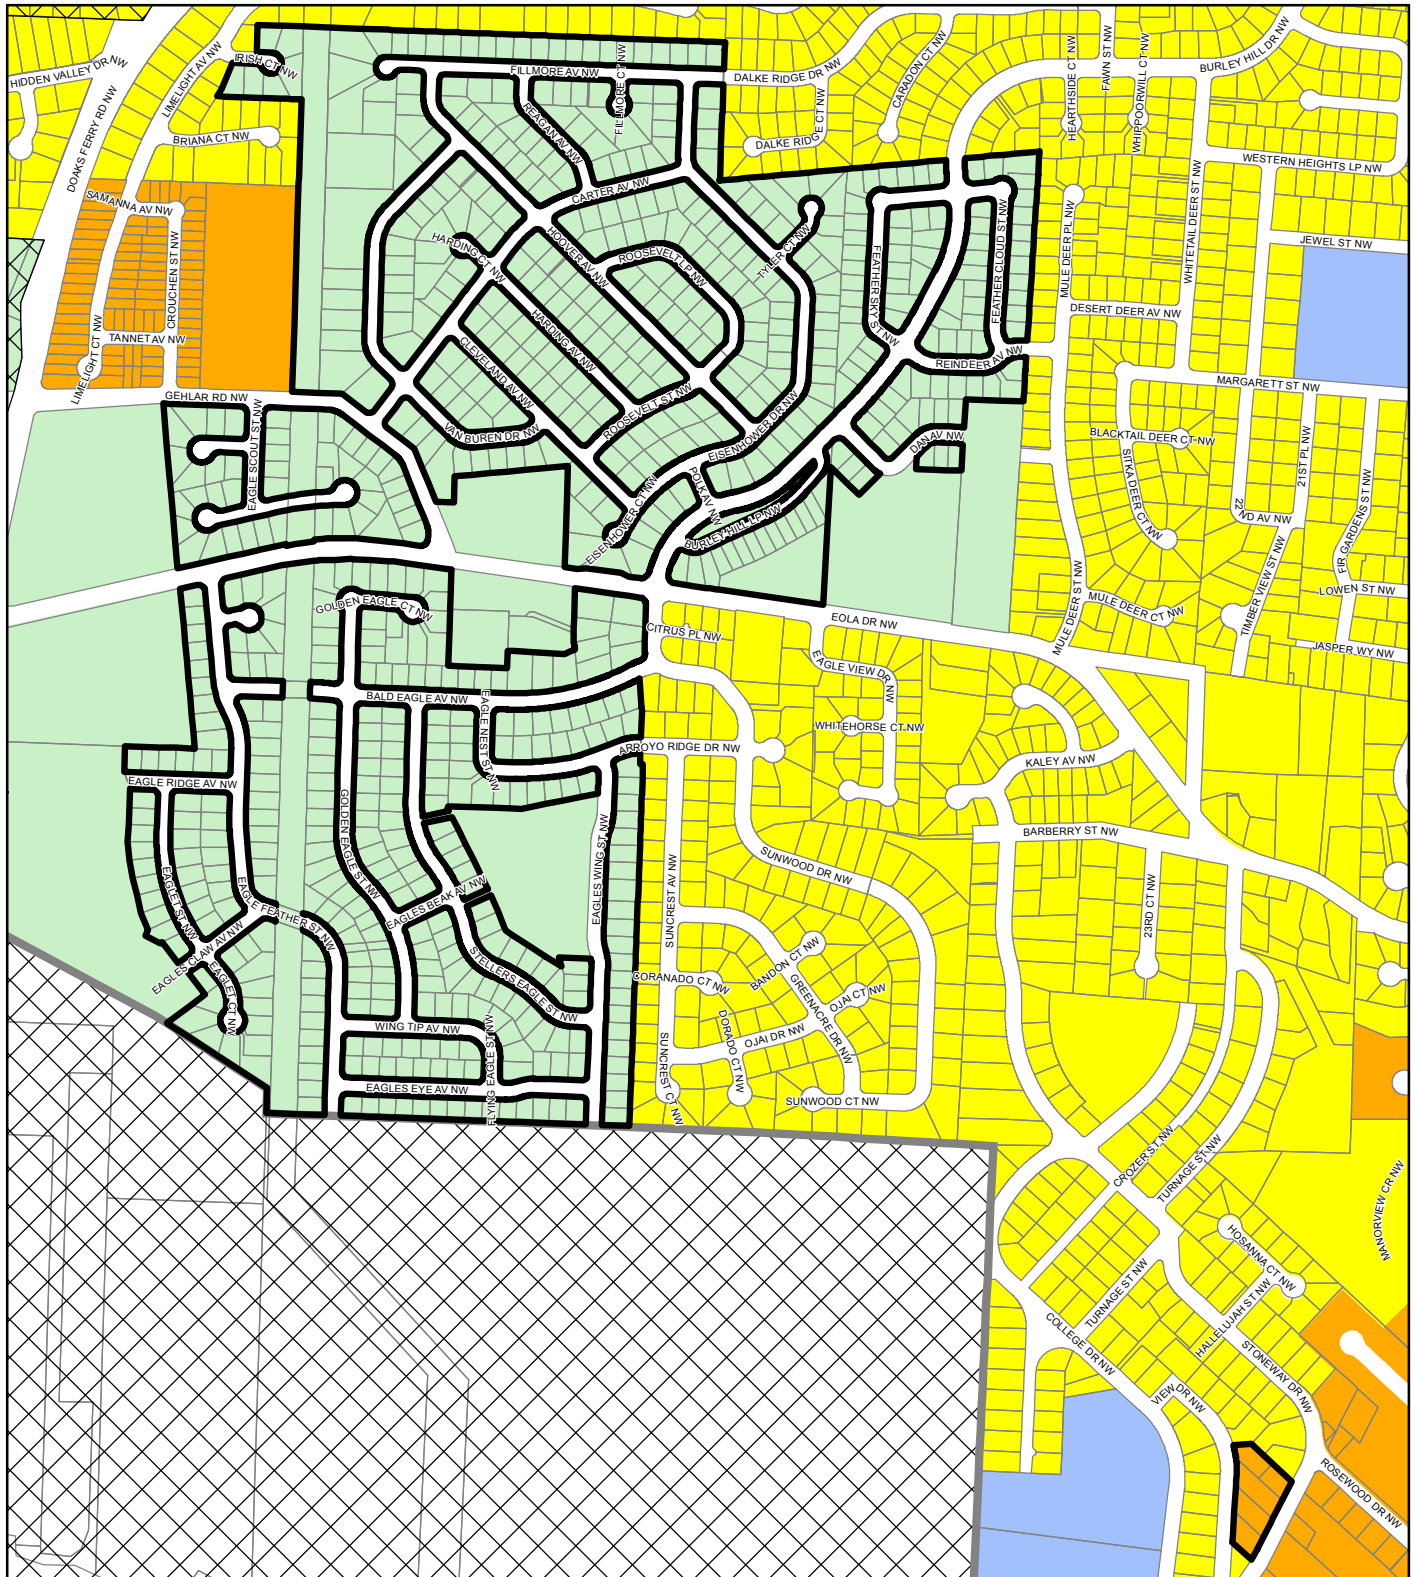 HIDDEN VALLEY DR NW
DOAKS FERRY RD NW
LIMELIGHT AV NW
IRISH CT NW
BRIANA CT NW
SAMANNA AV NW
CROUCHEN ST NW
TANNET AV NW
LIMELIGHT CT NW
GEHLAR RD NW
EAGLE SCOUT ST NW
FILLMORE AV NW
FILLMORE CT NW
REAGAN AV NW
CARTER AV NW
HARDING CT NW
HOOVER AV NW
ROOSEVELT LP NW
TYLER CT NW
HARDING AV NW
CLEVELAND AV NW
VAN BUREN DR NW
ROOSEVELT ST NW
EISENHOWER DR NW
EISENHOWER CT NW
POLK AV NW
BURLEY HILL LP NW
DAN AV NW
DALKE RIDGE DR NW
DALKE RIDGE CT NW
CARADON CT NW
HEARTHSIDE CT NW
FAWN ST NW
WHIPPOORWILL CT NW
BURLEY HILL DR NW
WESTERN HEIGHTS LP NW
WHITETAIL DEER ST NW
JEWEL ST NW
MULE DEER PL NW
FEATHER SKY ST NW
FEATHER CLOUD ST NW
REINDEER AV NW
DESERT DEER AV NW
MARGARETT ST NW
BLACKTAIL DEER CT NW
SITKA DEER CT NW
21ST PL NW
22ND AV NW
FIR GARDENS ST NW
TIMBER VIEW ST NW
LOWEN ST NW
JASPER WY NW
MULE DEER CT NW
MULE DEER ST NW
EOLA DR NW
CITRUS PL NW
EAGLE VIEW DR NW
WHITEHORSE CT NW
GOLDEN EAGLE CT NW
BALD EAGLE AV NW
EAGLE NEST ST NW
ARROYO RIDGE DR NW
KALEY AV NW
BARBERRY ST NW
EAGLE RIDGE AV NW
GOLDEN EAGLE ST NW
EAGLES WING ST NW
SUNCREST AV NW
SUNWOOD DR NW
23RD CT NW
EAGLET ST NW
EAGLE FEATHER ST NW
EAGLES BEAK AV NW
EAGLES CLAW AV NW
EAGLET CT NW
STELLERS EAGLE ST NW
CORANADO CT NW
BANDON CT NW
GREENACRE DR NW
OJAI CT NW
OJAI DR NW
DORADO CT NW
SUNCREST CT NW
SUNWOOD CT NW
WING TIP AV NW
FLYING EAGLE ST NW
EAGLES EYE AV NW
CROZER ST NW
TURNAGE ST NW
MANORVIEW CR NW
HOSANNA CT NW
TURNAGE ST NW
HALLELUJAH ST NW
COLLEGE DR NW
STONEWAY DR NW
VIEW DR NW
ROSEWOOD DR NW